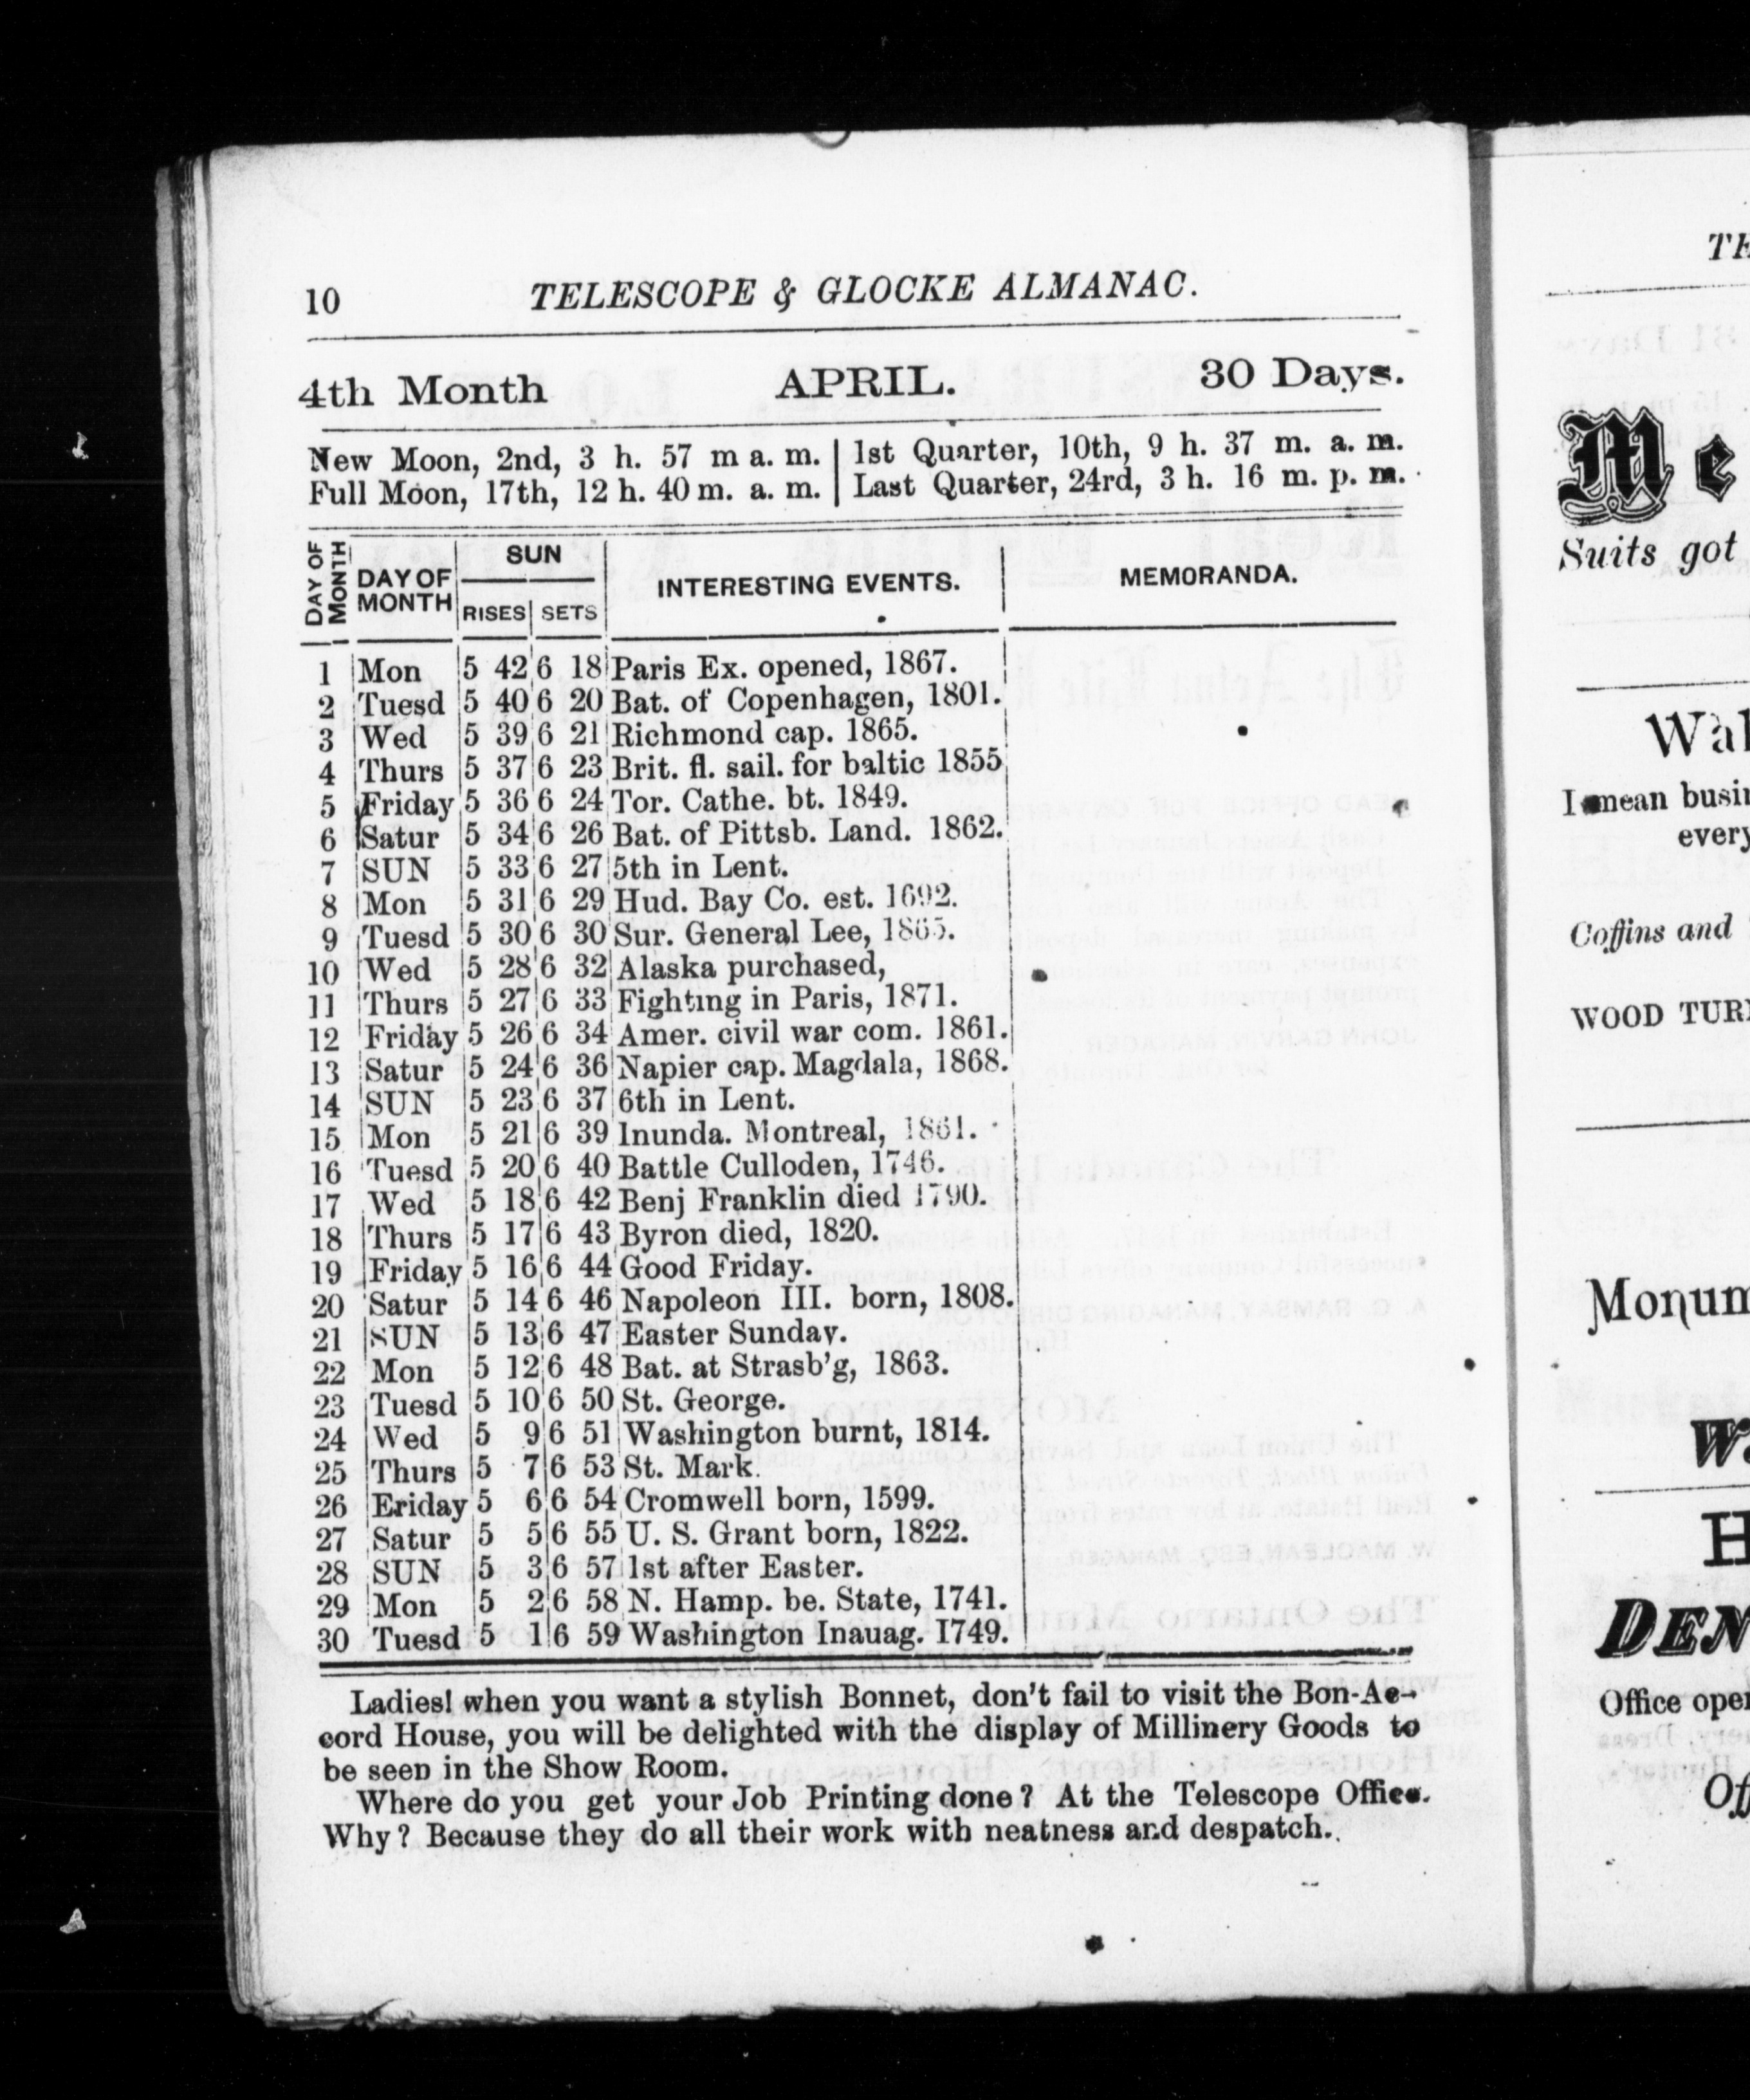 10 TELESCOPE & GLOCKE ALMANAC.
4th Month APRIL. 30 Days.
New Moon, 2nd, 3 h. 57 m a. m. | 1st Quarter, 10th, 9 h. 37 m. a. m.
Full Moon, 17th, 12 h. 40 m. a. m. | Last Quarter, 24rd, 3 h. 16 m. p. m.
DAY OF MONTH DAY OF MONTH SUN RISES SETS INTERESTING EVENTS. MEMORANDA.
1 Mon 5 42 6 18 Paris Ex. opened, 1867.
2 Tuesd 5 40 6 20 Bat. of Copenhagen, 1801.
3 Wed 5 39 6 21 Richmond cap. 1865.
4 Thurs 5 37 6 23 Brit. fl. sail. for baltic 1855
5 Friday 5 36 6 24 Tor. Cathe. bt. 1849.
6 Satur 5 34 6 26 Bat. of Pittsb. Land. 1862.
7 SUN 5 33 6 27 5th in Lent.
8 Mon 5 31 6 29 Hud. Bay Co. est. 1692.
9 Tuesd 5 30 6 30 Sur. General Lee, 1865.
10 Wed 5 28 6 32 Alaska purchased,
11 Thurs 5 27 6 33 Fighting in Paris, 1871.
12 Friday 5 26 6 34 Amer. civil war com. 1861.
13 Satur 5 24 6 36 Napier cap. Magdala, 1868.
14 SUN 5 23 6 37 6th in Lent.
15 Mon 5 21 6 39 Inunda. Montreal, 1861.
16 Tuesd 5 20 6 40 Battle Culloden, 1746.
17 Wed 5 18 6 42 Benj Franklin died 1790.
18 Thurs 5 17 6 43 Byron died, 1820.
19 Friday 5 16 6 44 Good Friday.
20 Satur 5 14 6 46 Napoleon III. born, 1808.
21 SUN 5 13 6 47 Easter Sunday.
22 Mon 5 12 6 48 Bat. at Strasb'g, 1863.
23 Tuesd 5 10 6 50 St. George.
24 Wed 5 9 6 51 Washington burnt, 1814.
25 Thurs 5 7 6 53 St. Mark.
26 Eriday 5 6 6 54 Cromwell born, 1599.
27 Satur 5 5 6 55 U. S. Grant born, 1822.
28 SUN 5 3 6 57 1st after Easter.
29 Mon 5 2 6 58 N. Hamp. be. State, 1741.
30 Tuesd 5 1 6 59 Washington Inauag. 1749.
Ladies! when you want a stylish Bonnet, don't fail to visit the Bon-Ac-
cord House, you will be delighted with the display of Millinery Goods to
be seen in the Show Room.
Where do you get your Job Printing done? At the Telescope Office.
Why? Because they do all their work with neatness and despatch.
TE
Me
Suits got
Wal
I mean busi
every
Coffins and
WOOD TUR
Monum
Wa
H
DEN
Office oper
Off